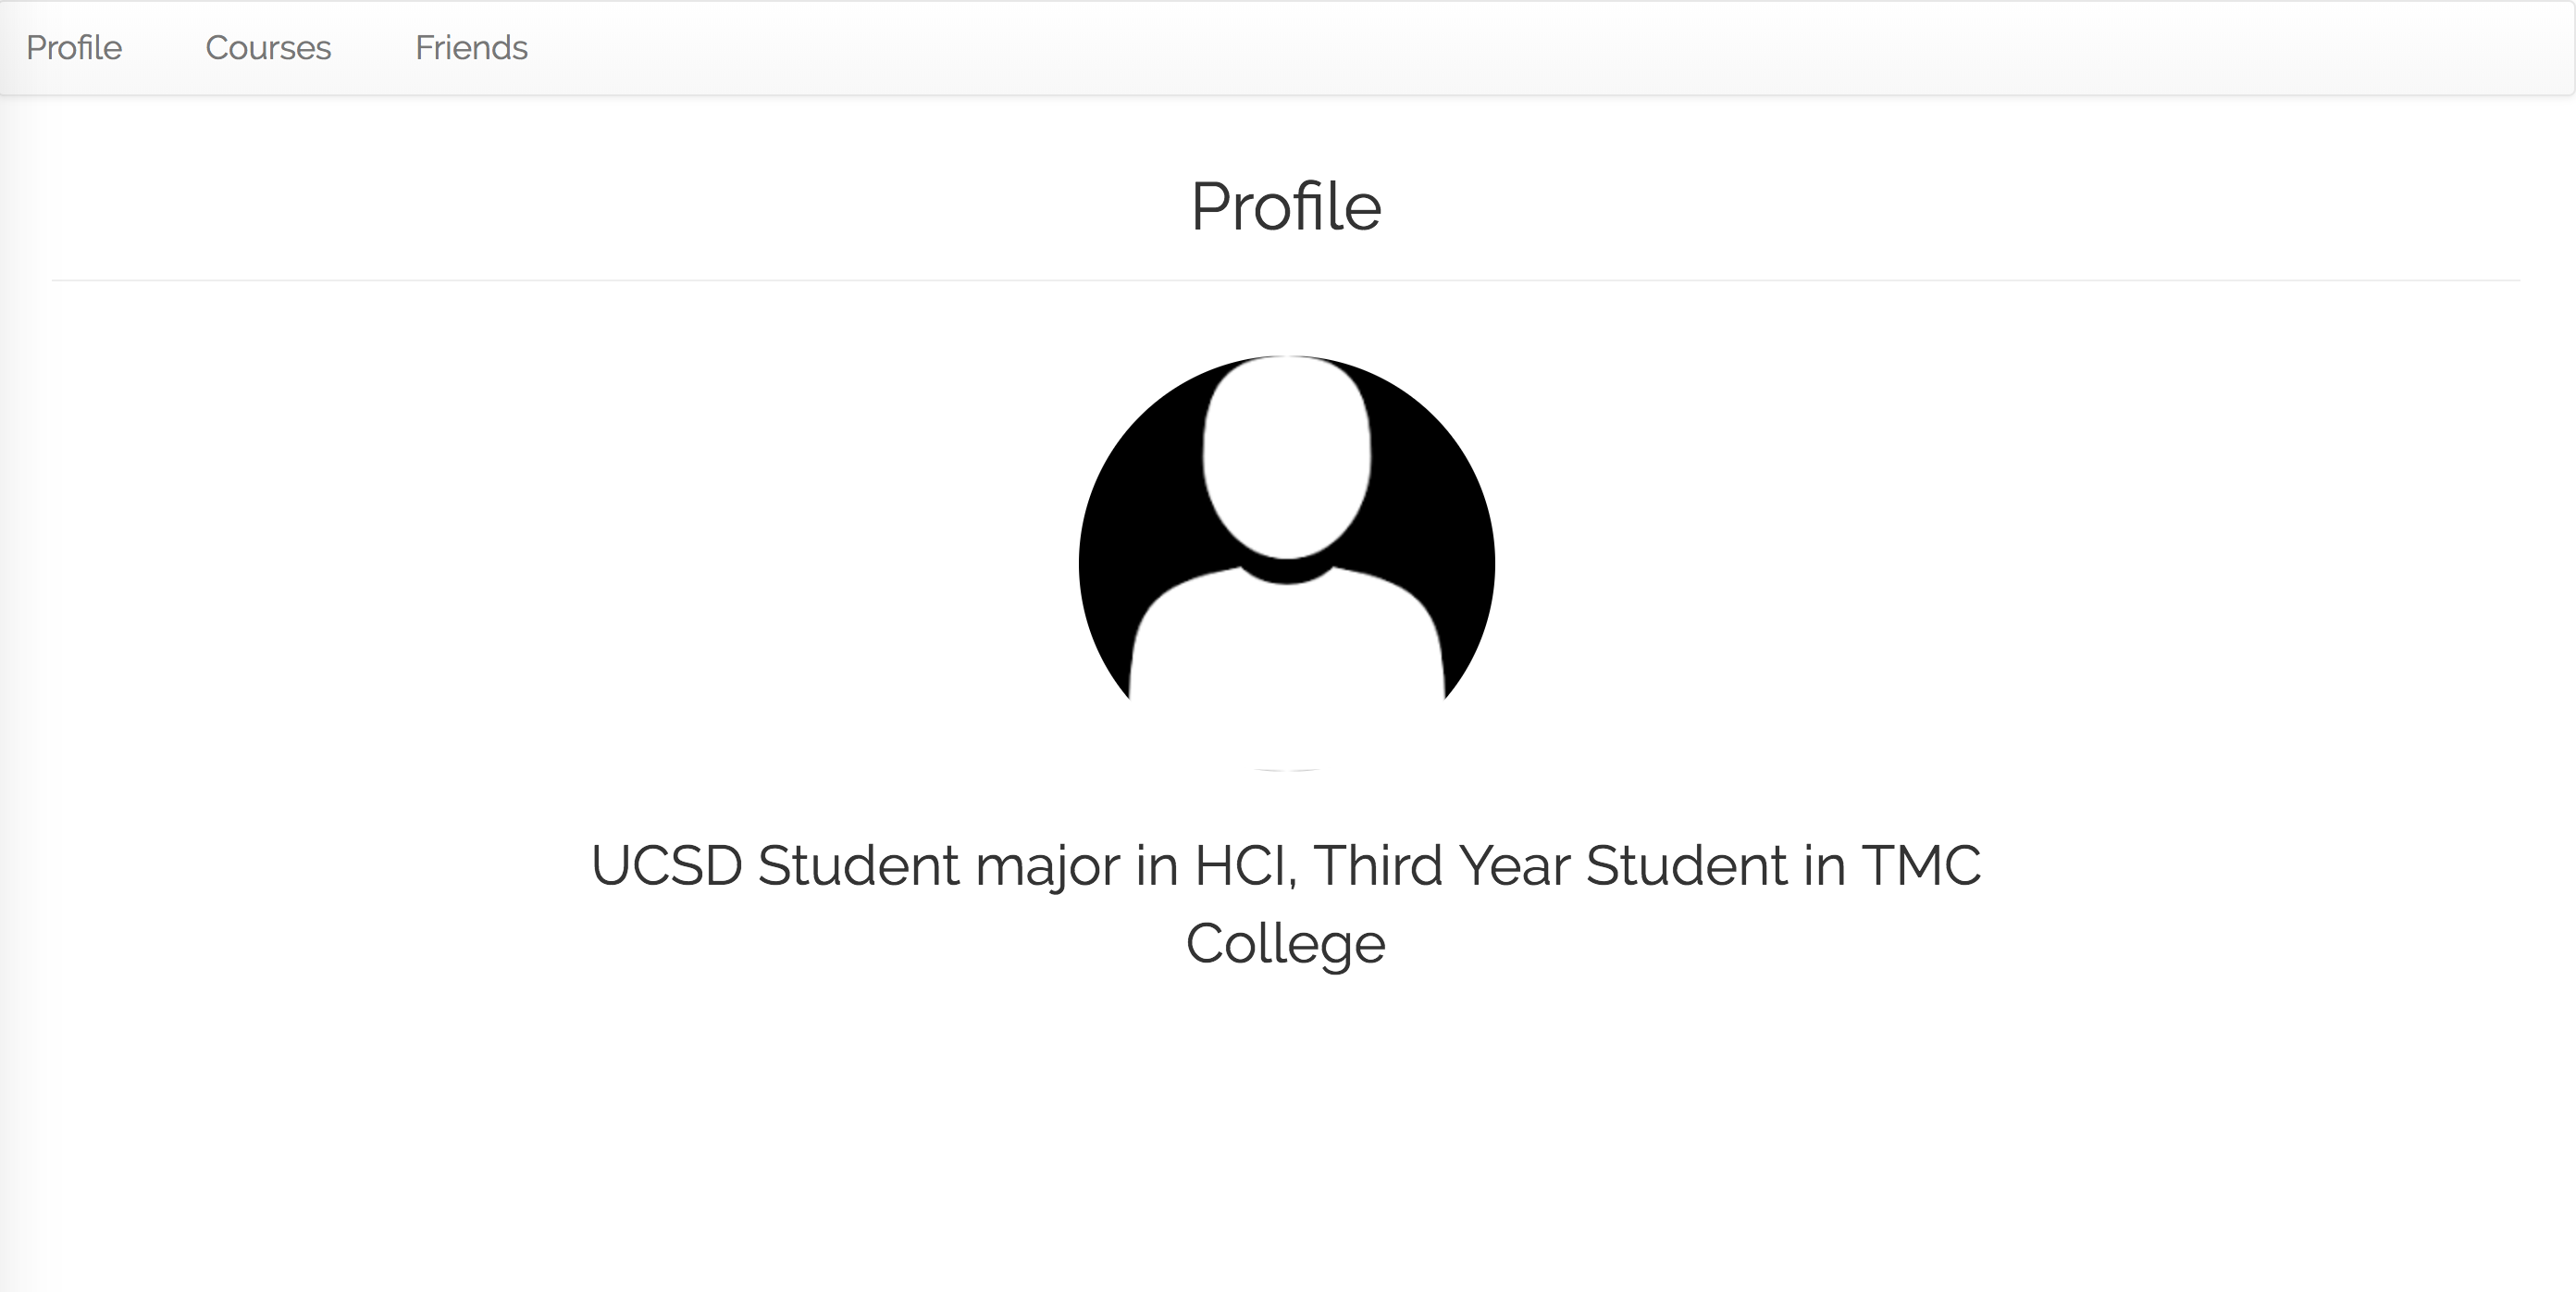 Profile Courses Friends
Profile
UCSD Student major in HCI, Third Year Student in TMC
College